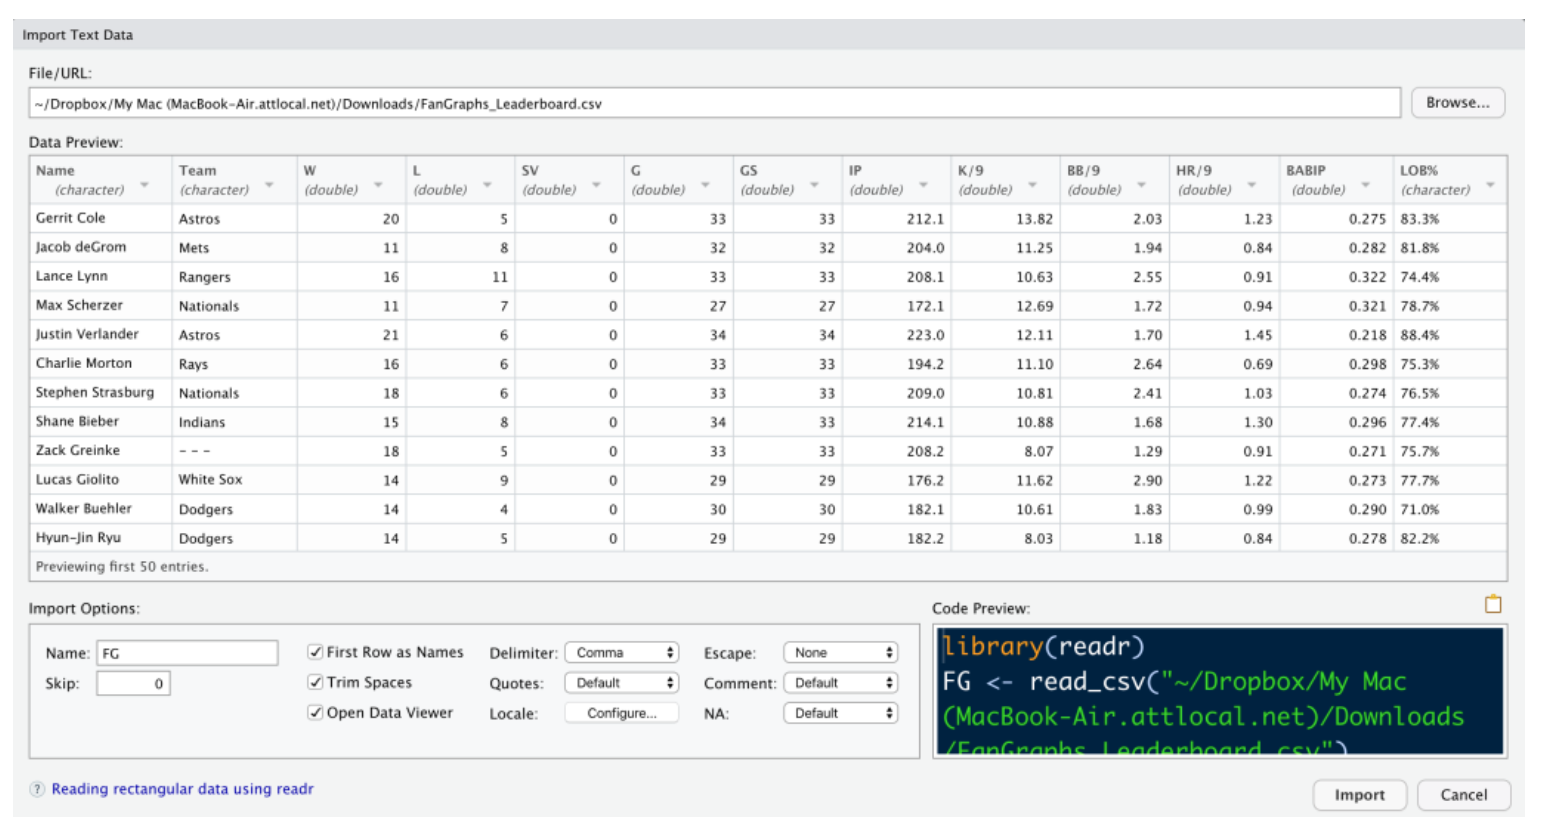 Import Text Data
File/URL:
~/Dropbox/My Mac (MacBook-Air.attlocal.net)/Downloads/FanGraphs_Leaderboard.csv Browse...
Data Preview:
Name Team W L SV G GS IP K/9 BB/9 HR/9 BABIP LOB%
(character) (character) (double) (double) (double) (double) (double) (double) (double) (double) (double) (double) (character)
Gerrit Cole Astros 20 5 0 33 33 212.1 13.82 2.03 1.23 0.275 83.3%
Jacob deGrom Mets 11 8 0 32 32 204.0 11.25 1.94 0.84 0.282 81.8%
Lance Lynn Rangers 16 11 0 33 33 208.1 10.63 2.55 0.91 0.322 74.4%
Max Scherzer Nationals 11 7 0 27 27 172.1 12.69 1.72 0.94 0.321 78.7%
Justin Verlander Astros 21 6 0 34 34 223.0 12.11 1.70 1.45 0.218 88.4%
Charlie Morton Rays 16 6 0 33 33 194.2 11.10 2.64 0.69 0.298 75.3%
Stephen Strasburg Nationals 18 6 0 33 33 209.0 10.81 2.41 1.03 0.274 76.5%
Shane Bieber Indians 15 8 0 34 33 214.1 10.88 1.68 1.30 0.296 77.4%
Zack Greinke - - - 18 5 0 33 33 208.2 8.07 1.29 0.91 0.271 75.7%
Lucas Giolito White Sox 14 9 0 29 29 176.2 11.62 2.90 1.22 0.273 77.7%
Walker Buehler Dodgers 14 4 0 30 30 182.1 10.61 1.83 0.99 0.290 71.0%
Hyun-Jin Ryu Dodgers 14 5 0 29 29 182.2 8.03 1.18 0.84 0.278 82.2%
Previewing first 50 entries.
Import Options:
Name: FG First Row as Names Delimiter: Comma Escape: None
Skip: 0 Trim Spaces Quotes: Default Comment: Default
Open Data Viewer Locale: Configure... NA: Default
Code Preview:
library(readr)
FG <- read_csv("~/Dropbox/My Mac
(MacBook-Air.attlocal.net)/Downloads
/FanGraphs_Leaderboard.csv")
? Reading rectangular data using readr
Import Cancel